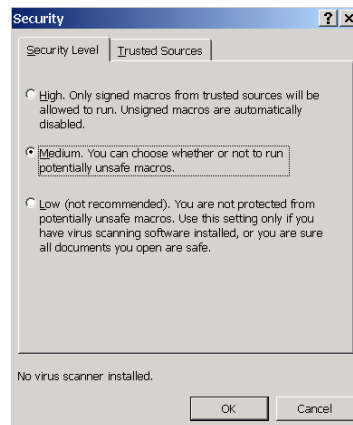 Security
Security Level Trusted Sources
High. Only signed macros from trusted sources will be
allowed to run. Unsigned macros are automatically
disabled.
Medium. You can choose whether or not to run
potentially unsafe macros.
Low (not recommended). You are not protected from
potentially unsafe macros. Use this setting only if you
have virus scanning software installed, or you are sure
all documents you open are safe.
No virus scanner installed.
OK Cancel